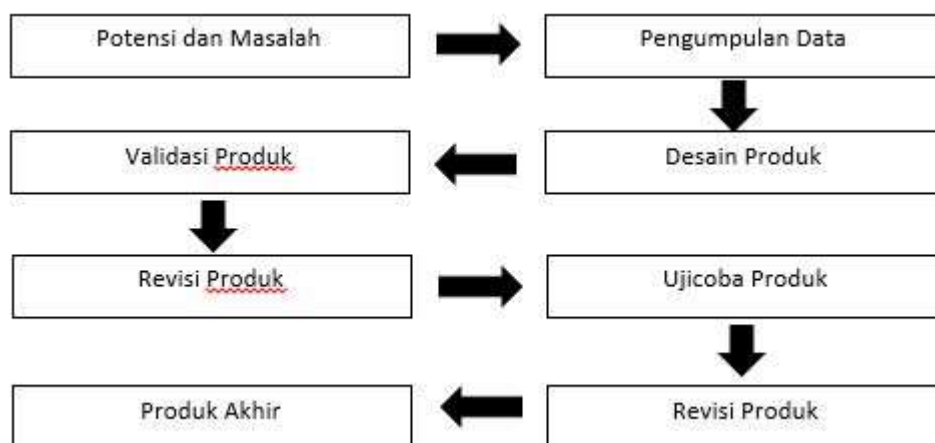 Potensi dan Masalah
Pengumpulan Data
Desain Produk
Validasi Produk
Revisi Produk
Ujicoba Produk
Revisi Produk
Produk Akhir